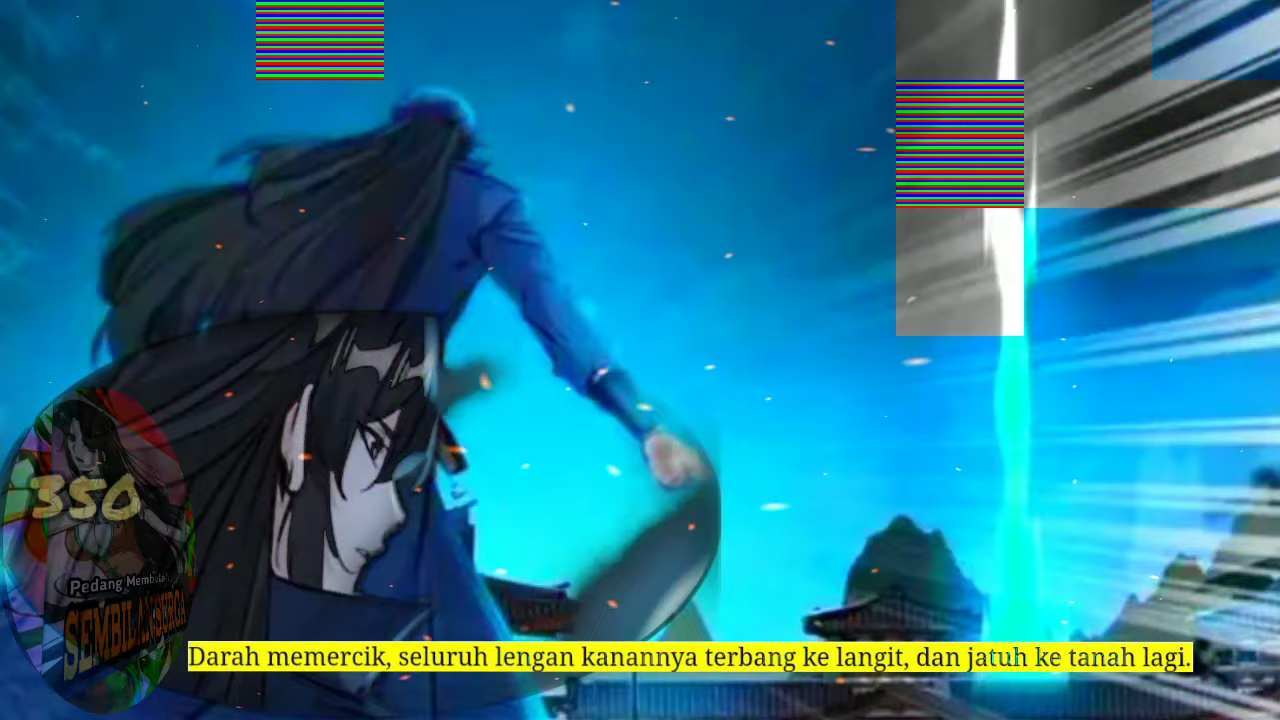 350
Pedang Membelah
SEMBILAN SURGA
Darah memercik, seluruh lengan kanannya terbang ke langit, dan jatuh ke tanah lagi.